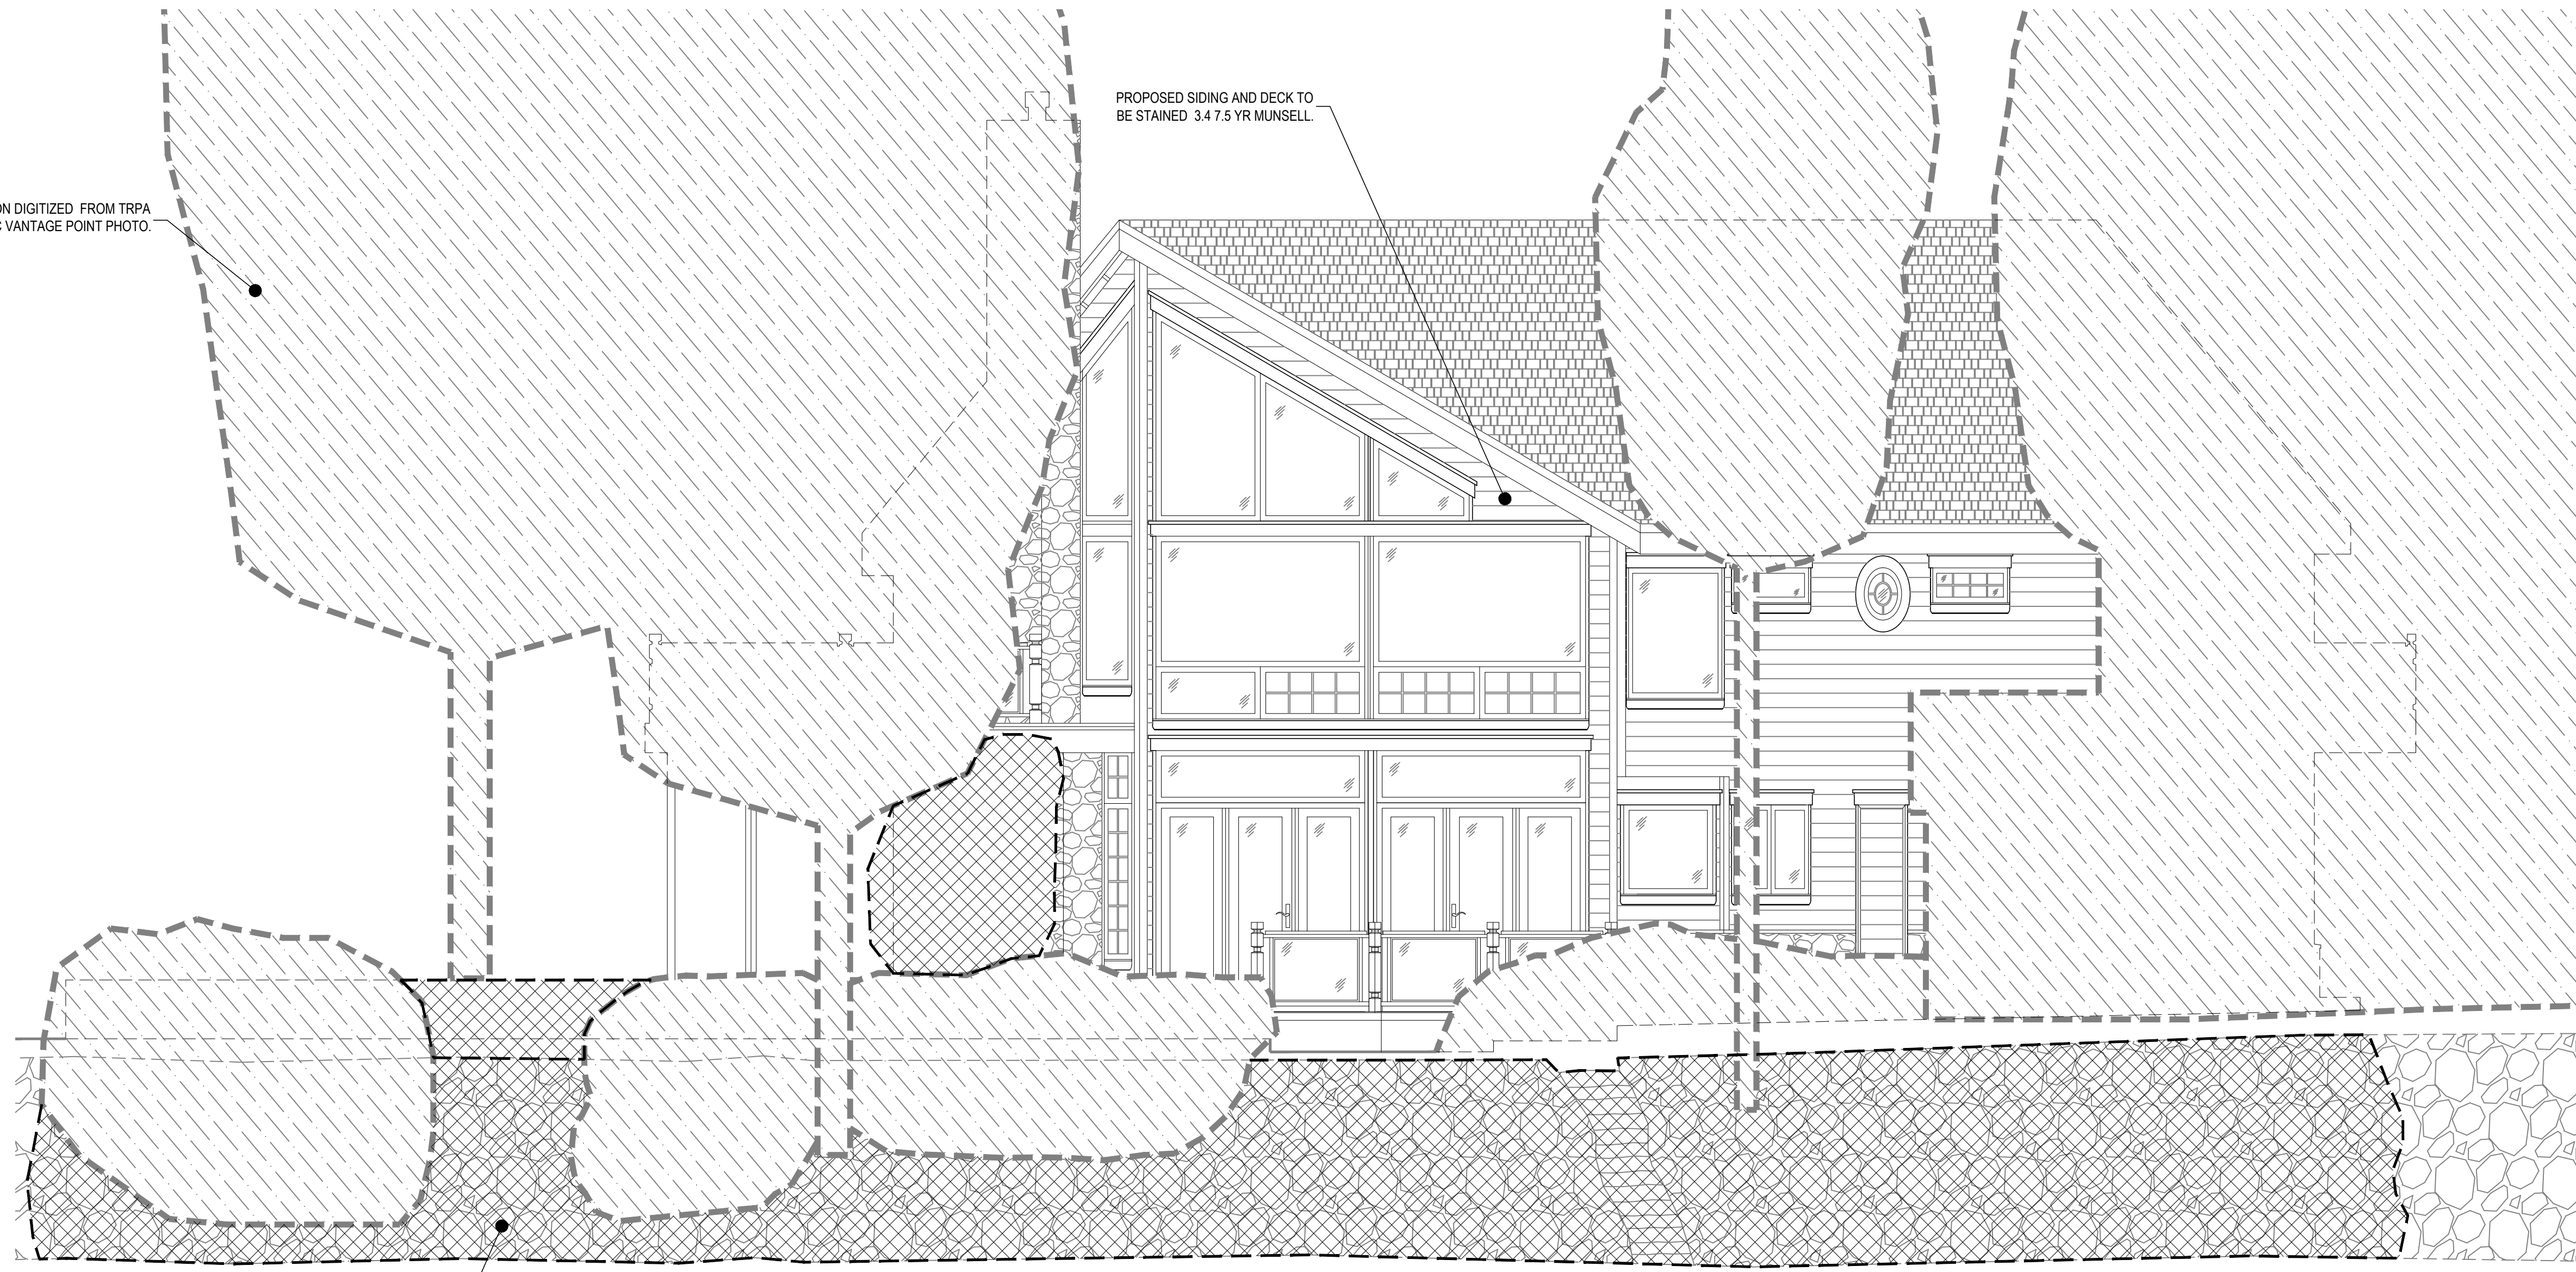 PROPOSED SIDING AND DECK TO
BE STAINED 3.4 7.5 YR MUNSELL.
DIGITIZED FROM TRPA
VANTAGE POINT PHOTO.